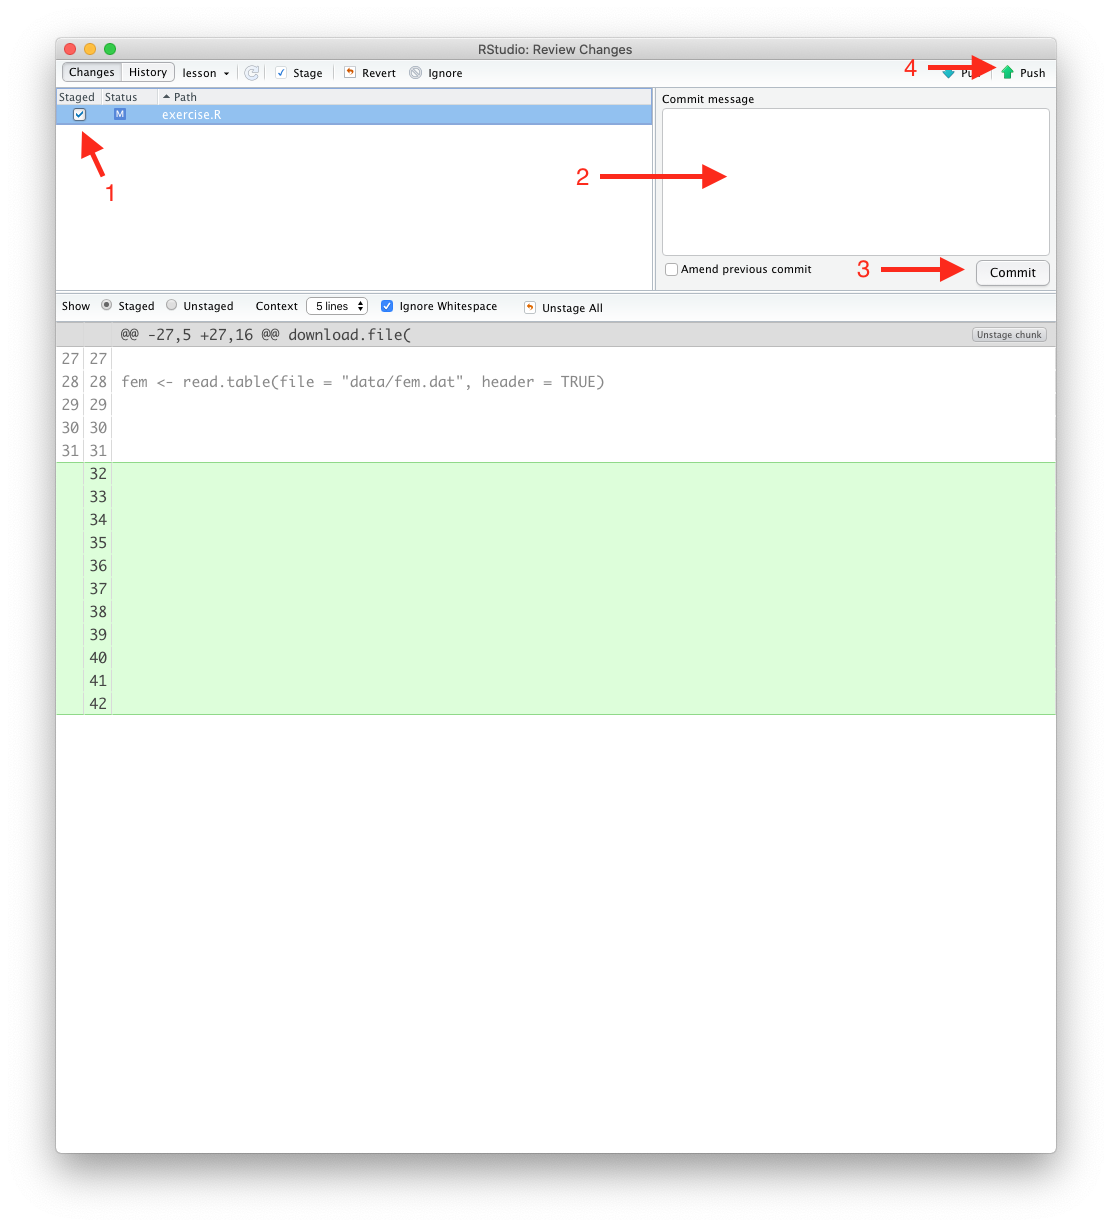 RStudio: Review Changes
Changes History lesson Stage Revert Ignore 4 Push
Staged Status Path
M exercise.R
1
Commit message
2
Amend previous commit 3 Commit
Show Staged Unstaged Context 5 lines Ignore Whitespace Unstage All
@@ -27,5 +27,16 @@ download.file( Unstage chunk
27 27
28 28 fem <- read.table(file = "data/fem.dat", header = TRUE)
29 29
30 30
31 31
32
33
34
35
36
37
38
39
40
41
42